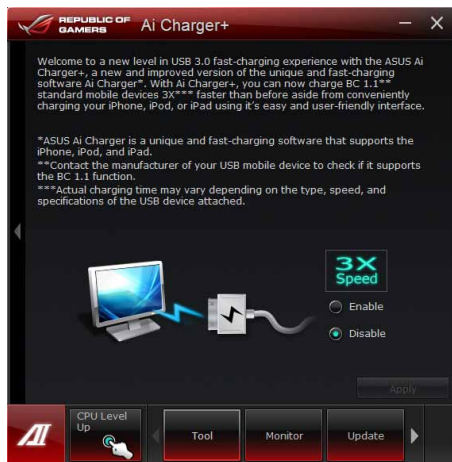 REPUBLIC OF
GAMERS
Ai Charger+
Welcome to a new level in USB 3.0 fast-charging experience with the ASUS Ai
Charger+, a new and improved version of the unique and fast-charging
software Ai Charger*. With Ai Charger+, you can now charge BC 1.1**
standard mobile devices 3X*** faster than before aside from conveniently
charging your iPhone, iPod, or iPad using it's easy and user-friendly interface.
*ASUS Ai Charger is a unique and fast-charging software that supports the
iPhone, iPod, and iPad.
**Contact the manufacturer of your USB mobile device to check if it supports
the BC 1.1 function.
***Actual charging time may vary depending on the type, speed, and
specifications of the USB device attached.
3X
Speed
Enable
Disable
Apply
AI
CPU Level
Up
Tool
Monitor
Update